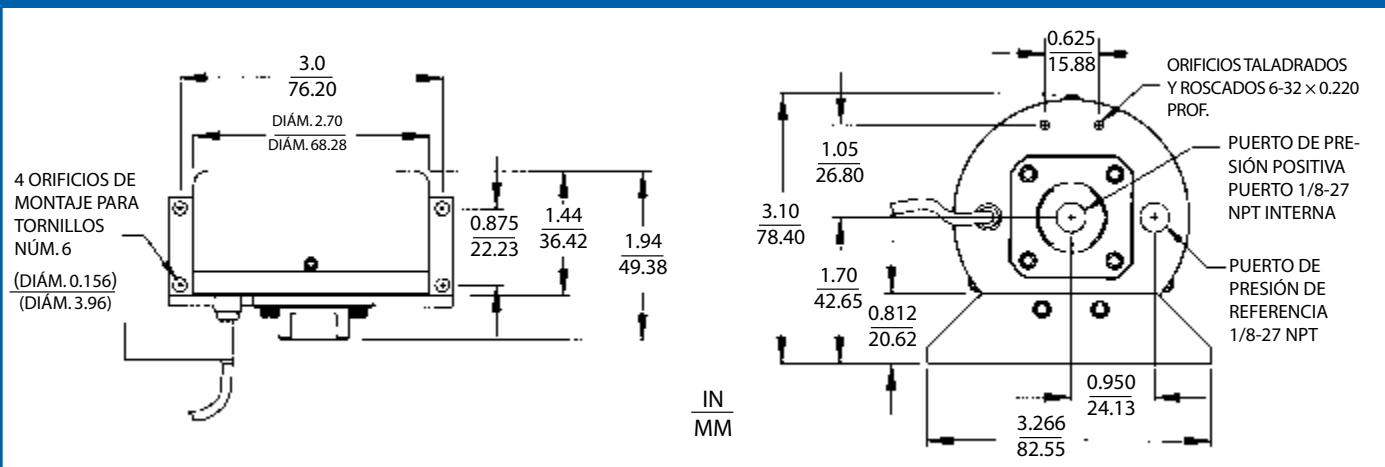 3.0
76.20
DIÁM. 2.70
DIÁM. 68.28
4 ORIFICIOS DE
MONTAJE PARA
TORNILLOS
NÚM. 6
(DIÁM. 0.156)
(DIÁM. 3.96)
0.875
22.23
1.44
36.42
1.94
49.38
IN
MM
0.625
15.88
ORIFICIOS TALADRADOS
Y ROSCADOS 6-32 × 0.220
PROF.
1.05
26.80
3.10
78.40
1.70
42.65
0.812
20.62
PUERTO DE PRE-
SIÓN POSITIVA
PUERTO 1/8-27
NPT INTERNA
PUERTO DE
PRESIÓN DE
REFERENCIA
1/8-27 NPT
0.950
24.13
3.266
82.55